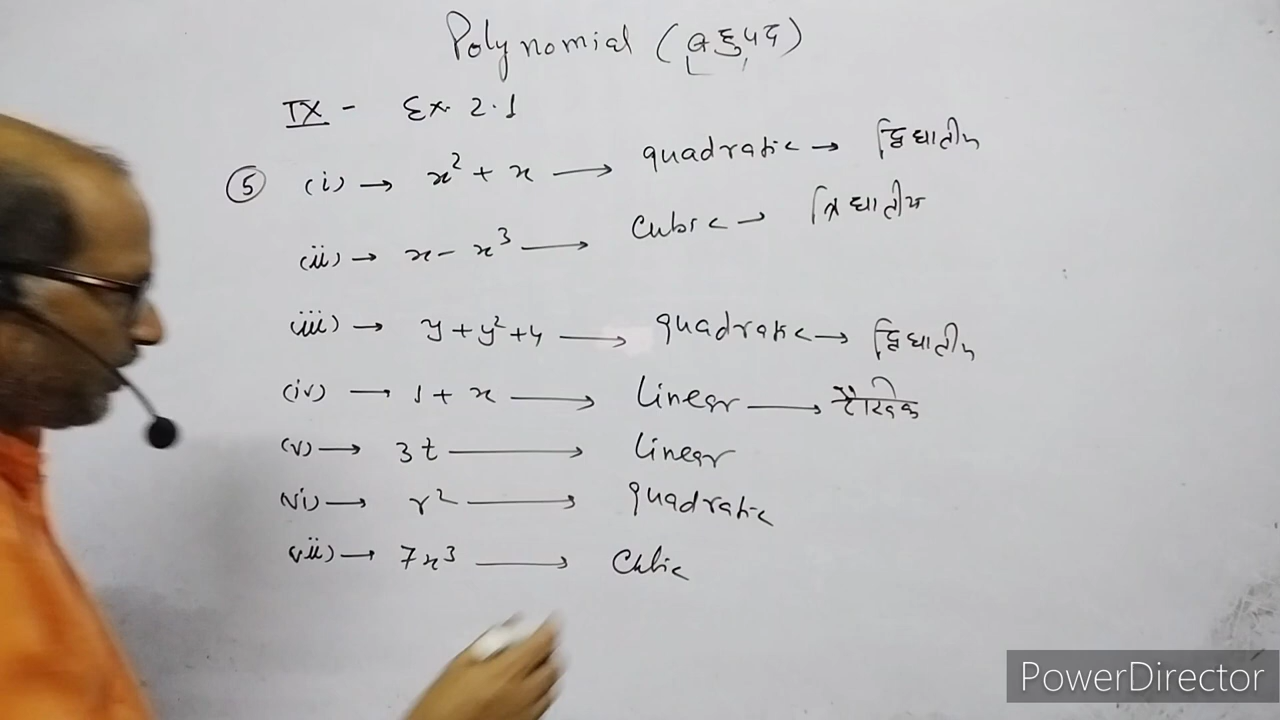 Polynomial (बहुपद)
IX - Ex. 2.1
⑤ (i) → x² + x → quadratic → द्विघातीय
(ii) → x - x³ → Cubic → त्रिघातीय
(iii) → y + y² + 4 → quadratic → द्विघातीय
(iv) → 1 + x → Linear → रैखिक
(v) → 3t → Linear
(vi) → r² → quadratic
(vii) → 7x³ → Cubic
PowerDirector